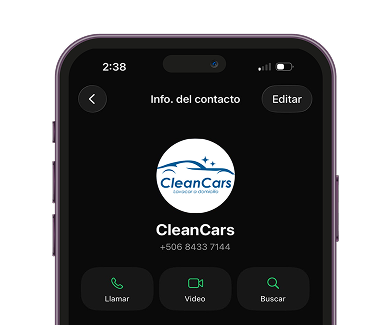 2:38
Info. del contacto
Editar
CleanCars
Lavacar a domicilio
CleanCars
+506 8433 7144
Llamar
Video
Buscar